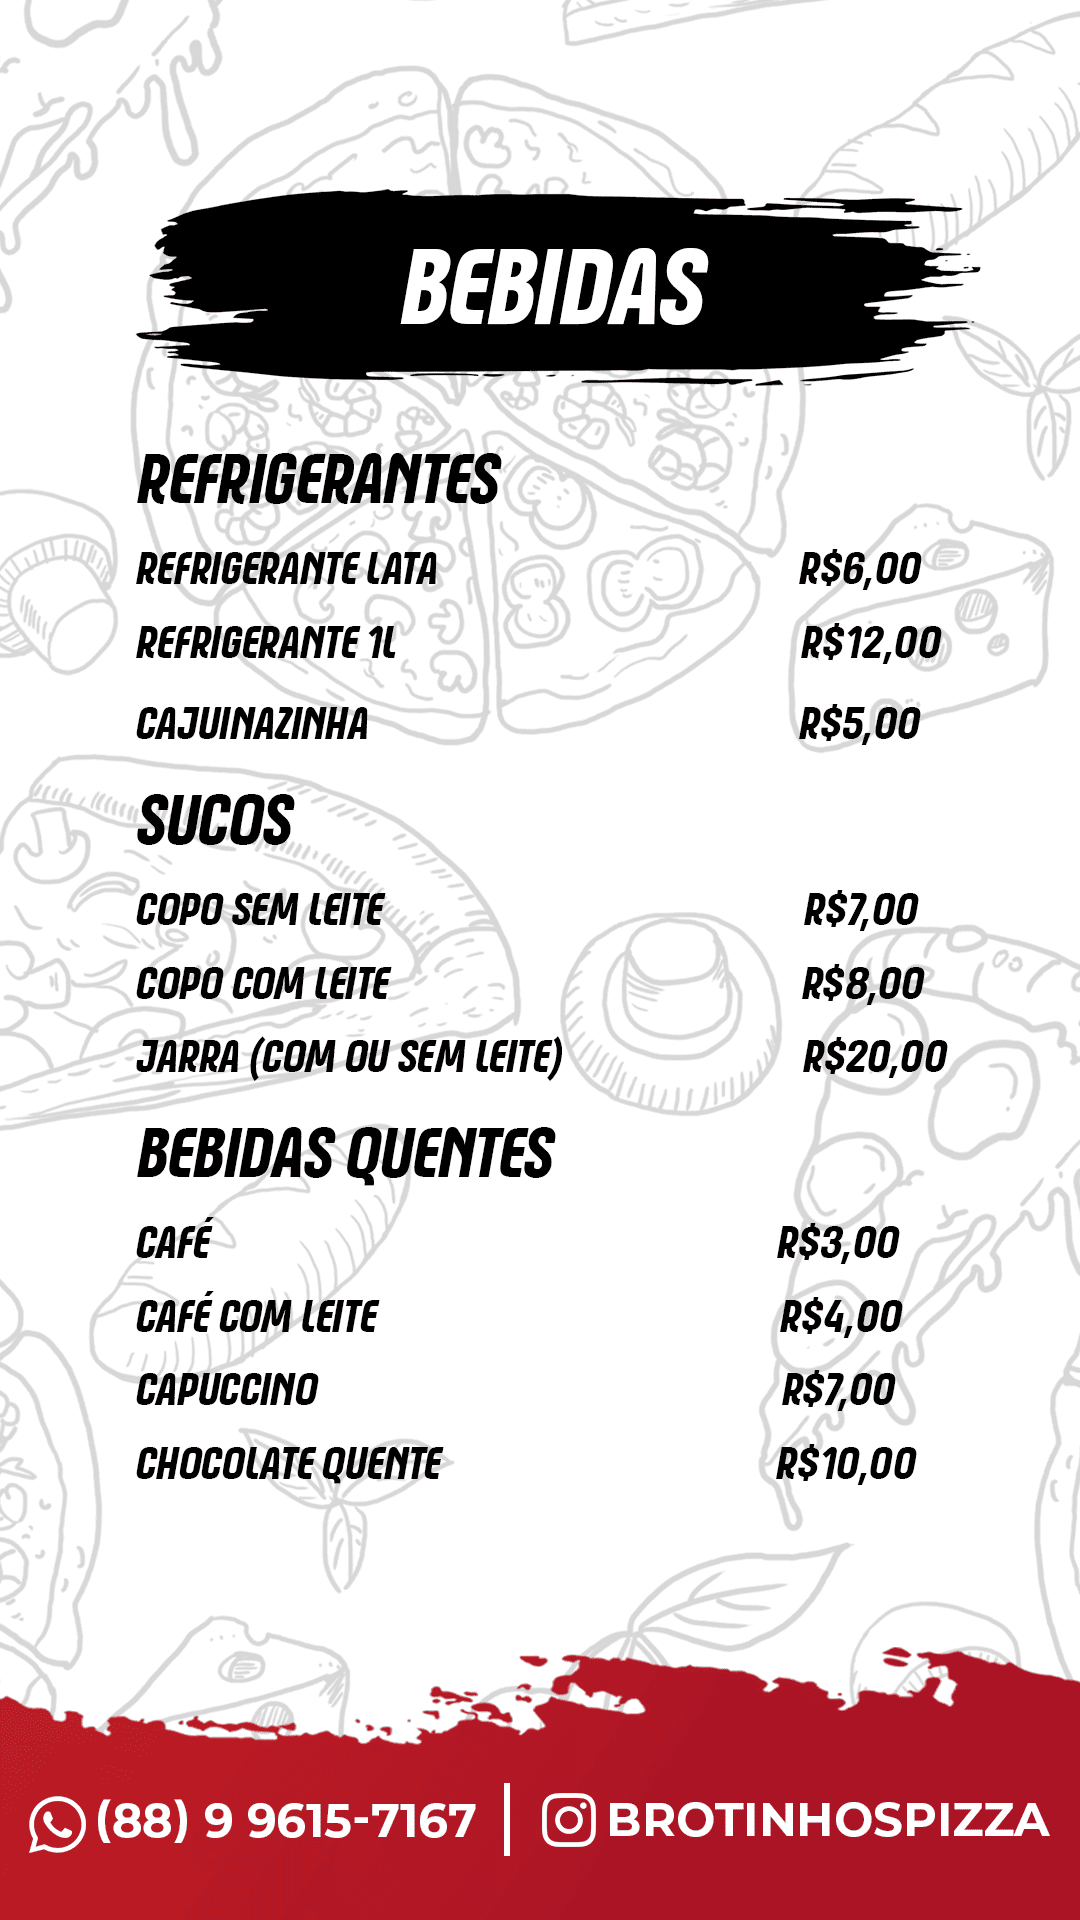 BEBIDAS
REFRIGERANTES
REFRIGERANTE LATA R$6,00
REFRIGERANTE 1L R$12,00
CAJUINAZINHA R$5,00
SUCOS
COPO SEM LEITE R$7,00
COPO COM LEITE R$8,00
JARRA (COM OU SEM LEITE) R$20,00
BEBIDAS QUENTES
CAFÉ R$3,00
CAFÉ COM LEITE R$4,00
CAPUCCINO R$7,00
CHOCOLATE QUENTE R$10,00
(88) 9 9615-7167 | BROTINHOSPIZZA